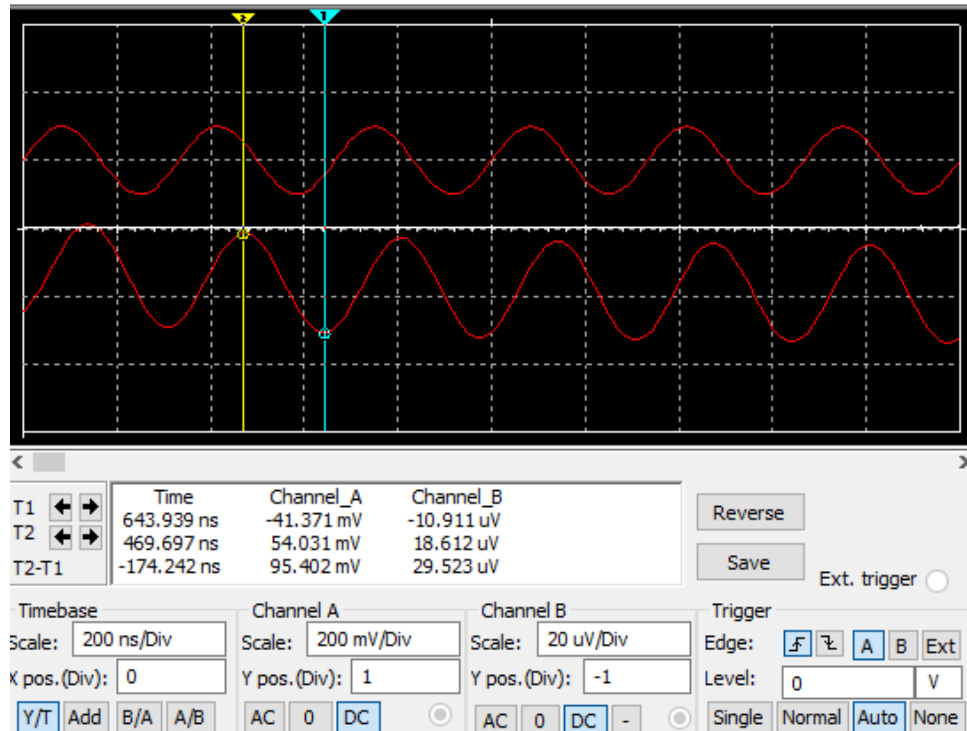 2 1
T1 Time Channel_A Channel_B
643.939 ns -41.371 mV -10.911 uV
T2 469.697 ns 54.031 mV 18.612 uV
T2-T1 -174.242 ns 95.402 mV 29.523 uV
Reverse
Save
Ext. trigger
Timebase Channel A Channel B Trigger
Scale: 200 ns/Div Scale: 200 mV/Div Scale: 20 uV/Div Edge: A B Ext
X pos.(Div): 0 Y pos.(Div): 1 Y pos.(Div): -1 Level: 0 V
Y/T Add B/A A/B AC 0 DC AC 0 DC - Single Normal Auto None